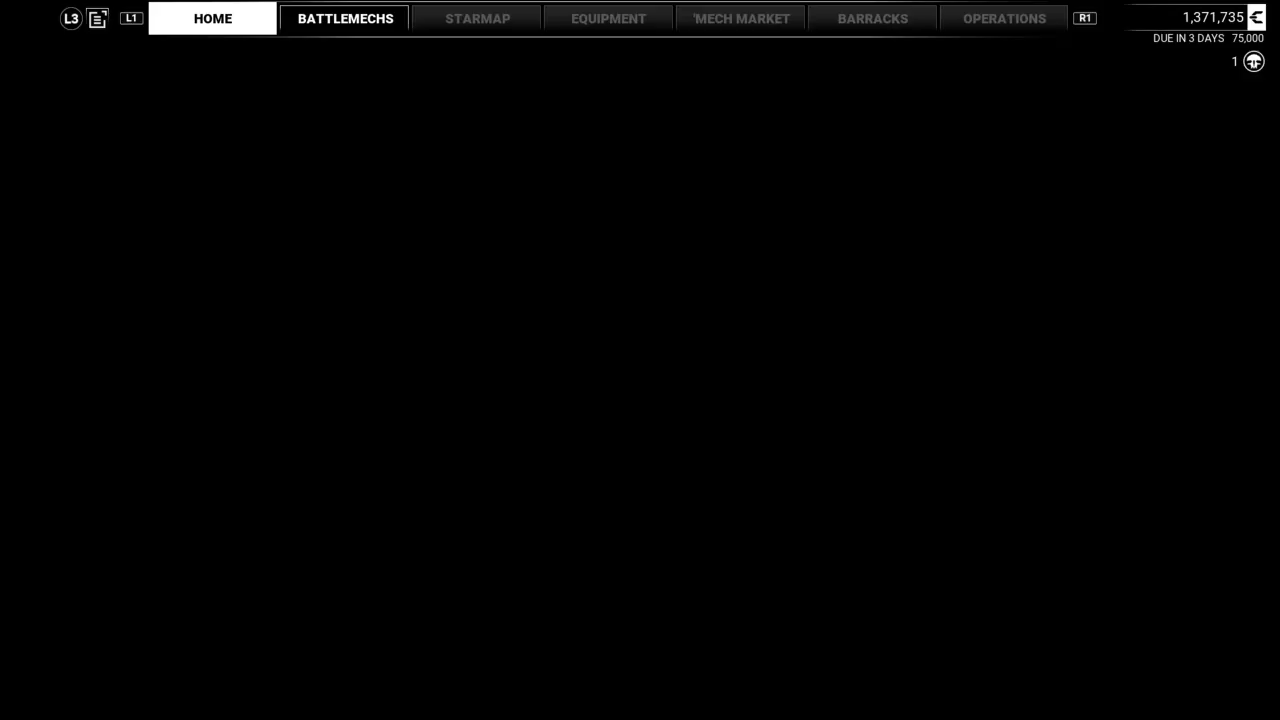 L3 L1 HOME BATTLEMECHS STARMAP EQUIPMENT 'MECH MARKET BARRACKS OPERATIONS R1 1,371,735
DUE IN 3 DAYS 75,000
1